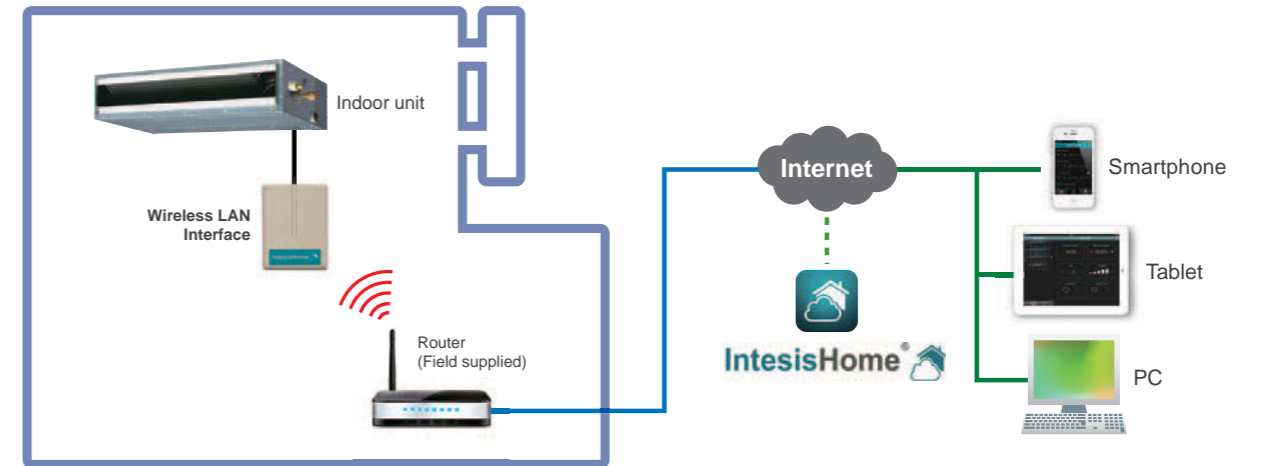 Indoor unit
Wireless LAN
Interface
Router
(Field supplied)
Internet
IntesisHome®
Smartphone
Tablet
PC